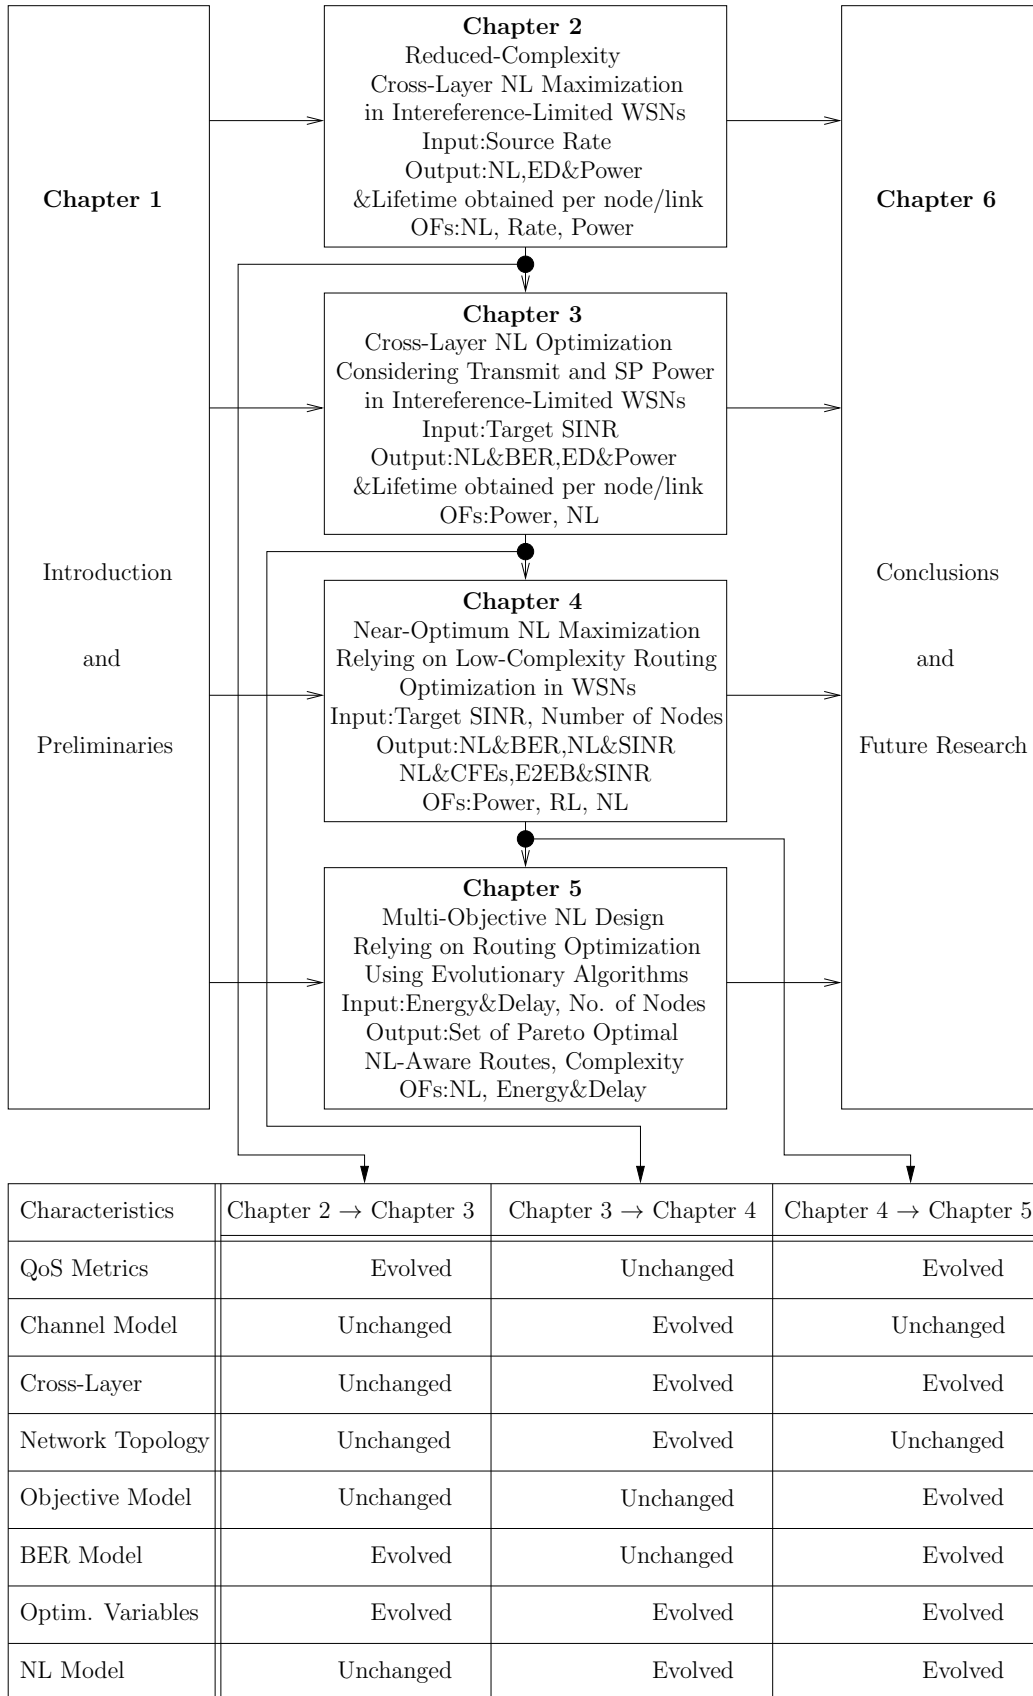 Chapter 1
Introduction
and
Preliminaries
Chapter 2
Reduced-Complexity
Cross-Layer NL Maximization
in Intereference-Limited WSNs
Input:Source Rate
Output:NL,ED&Power
&Lifetime obtained per node/link
OFs:NL, Rate, Power
Chapter 3
Cross-Layer NL Optimization
Considering Transmit and SP Power
in Intereference-Limited WSNs
Input:Target SINR
Output:NL&BER,ED&Power
&Lifetime obtained per node/link
OFs:Power, NL
Chapter 4
Near-Optimum NL Maximization
Relying on Low-Complexity Routing
Optimization in WSNs
Input:Target SINR, Number of Nodes
Output:NL&BER,NL&SINR
NL&CFEs,E2EB&SINR
OFs:Power, RL, NL
Chapter 5
Multi-Objective NL Design
Relying on Routing Optimization
Using Evolutionary Algorithms
Input:Energy&Delay, No. of Nodes
Output:Set of Pareto Optimal
NL-Aware Routes, Complexity
OFs:NL, Energy&Delay
Chapter 6
Conclusions
and
Future Research
Characteristics Chapter 2 → Chapter 3 Chapter 3 → Chapter 4 Chapter 4 → Chapter 5
QoS Metrics Evolved Unchanged Evolved
Channel Model Unchanged Evolved Unchanged
Cross-Layer Unchanged Evolved Evolved
Network Topology Unchanged Evolved Unchanged
Objective Model Unchanged Unchanged Evolved
BER Model Evolved Unchanged Evolved
Optim. Variables Evolved Evolved Evolved
NL Model Unchanged Evolved Evolved